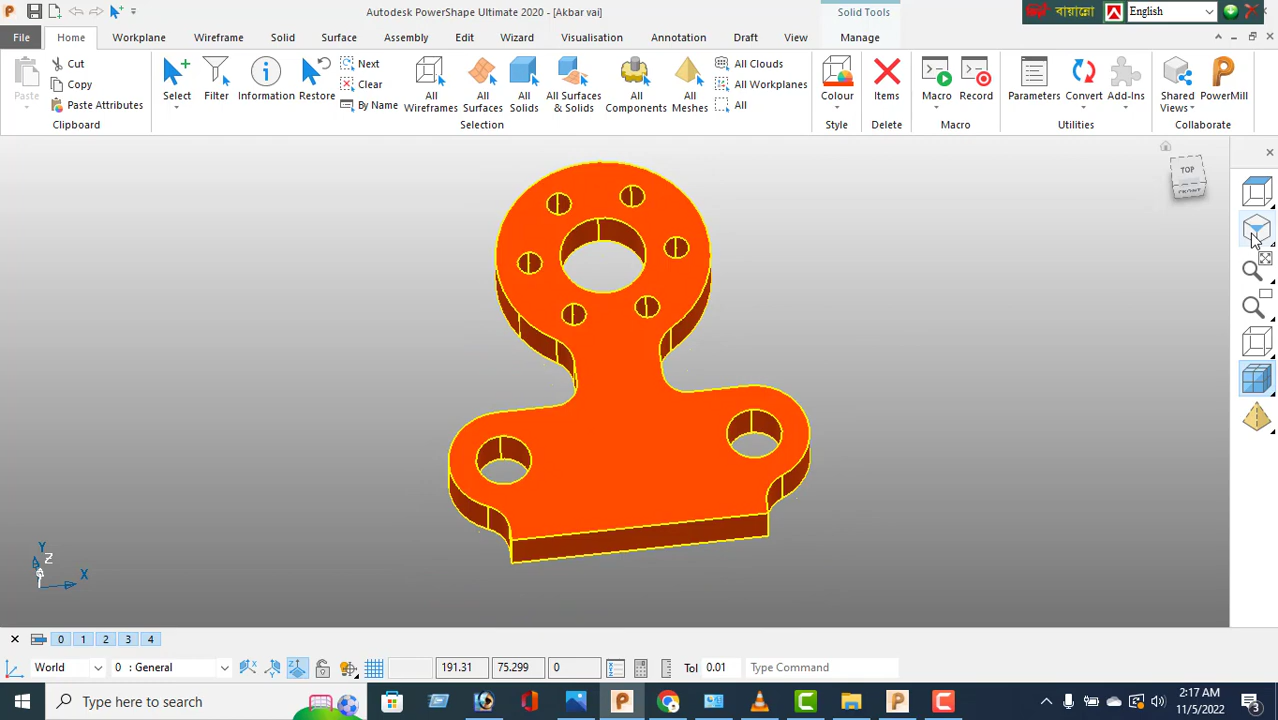 Autodesk PowerShape Ultimate 2020 - [Akbar vai]
Solid Tools
বায়ান্নো
English
File
Home
Workplane
Wireframe
Solid
Surface
Assembly
Edit
Wizard
Visualisation
Annotation
Draft
View
Manage
Paste
Cut
Copy
Paste Attributes
Clipboard
Select
Filter
Information
Restore
Next
Clear
By Name
All Wireframes
All Surfaces
All Solids
All Surfaces & Solids
All Components
All Meshes
All Clouds
All Workplanes
All
Selection
Colour
Style
Items
Delete
Macro
Record
Macro
Parameters
Convert
Add-Ins
Utilities
Shared Views
PowerMill
Collaborate
TOP
FRONT
Y
Z
X
0 1 2 3 4
World
0 : General
191.31
75.299
0
Tol
0.01
Type Command
Type here to search
2:17 AM
11/5/2022
3